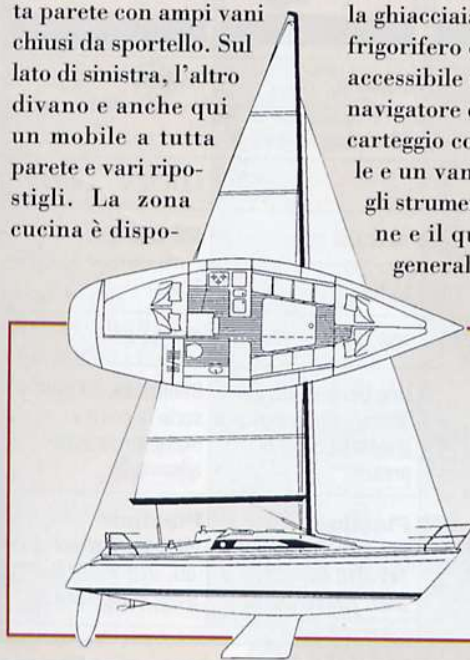 ta parete con ampi vani
chiusi da sportello. Sul
lato di sinistra, l'altro
divano e anche qui
un mobile a tutta
parete e vari ripo-
stigli. La zona
cucina è dispo-
la ghiacciai
frigorifero
accessibile
navigatore
carteggio co
le e un van
gli strume
ne e il qu
general